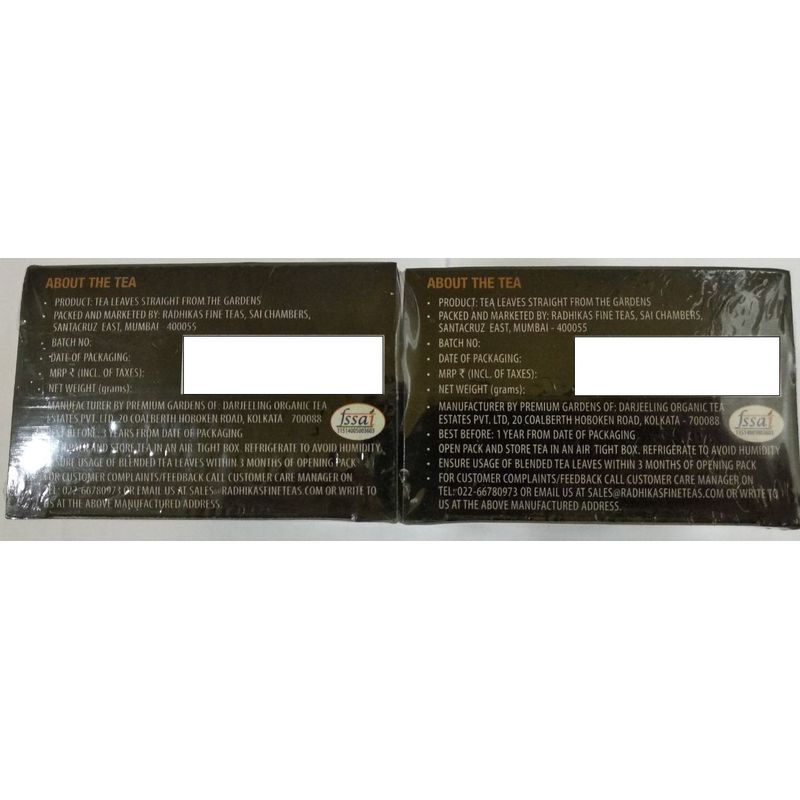 ABOUT THE TEA
• PRODUCT: TEA LEAVES STRAIGHT FROM THE GARDENS
• PACKED AND MARKETED BY: RADHIKAS FINE TEAS, SAI CHAMBERS,
SANTACRUZ EAST, MUMBAI - 400055
BATCH NO:
• DATE OF PACKAGING:
• MRP ₹ (INCL. OF TAXES):
• NET WEIGHT (grams):
MANUFACTURER BY PREMIUM GARDENS OF: DARJEELING ORGANIC TEA
ESTATES PVT. LTD, 20 COALBERTH HOBOKEN ROAD, KOLKATA 700088
BEST BEFORE: 3 YEARS FROM DATE OF PACKAGING
AND STORE TEA IN AN AIR TIGHT BOX. REFRIGERATE TO AVOID HUMIDITY
ENSURE USAGE OF BLENDED TEA LEAVES WITHIN 3 MONTHS OF OPENING PACK
FOR CUSTOMER COMPLAINTS/FEEDBACK CALL CUSTOMER CARE MANAGER ON
TEL: 022-66780973 OR EMAIL US AT SALES@RADHIKASFINETEAS.COM OR WRITE TO
US AT THE ABOVE MANUFACTURED ADDRESS.
fssai
ABOUT THE TEA
• PRODUCT: TEA LEAVES STRAIGHT FROM THE GARDENS
• PACKED AND MARKETED BY: RADHIKAS FINE TEAS, SAI CHAMBERS,
SANTACRUZ EAST, MUMBAI - 400055
• BATCH NO:
• DATE OF PACKAGING:
• MRP ₹ (INCL. OF TAXES):
• NET WEIGHT (grams):
• MANUFACTURER BY PREMIUM GARDENS OF: DARJEELING ORGANIC TEA
ESTATES PVT. LTD, 20 COALBERTH HOBOKEN ROAD, KOLKATA - 700088
• BEST BEFORE: 1 YEAR FROM DATE OF PACKAGING
• OPEN PACK AND STORE TEA IN AN AIR TIGHT BOX. REFRIGERATE TO AVOID HUMIDITY
• ENSURE USAGE OF BLENDED TEA LEAVES WITHIN 3 MONTHS OF OPENING PACK
• FOR CUSTOMER COMPLAINTS/FEEDBACK CALL CUSTOMER CARE MANAGER ON
TEL:022-66780973 OR EMAIL US AT SALES@RADHIKASFINETEAS.COM OR WRITE TO
US AT THE ABOVE MANUFACTURED ADDRESS.
fssai